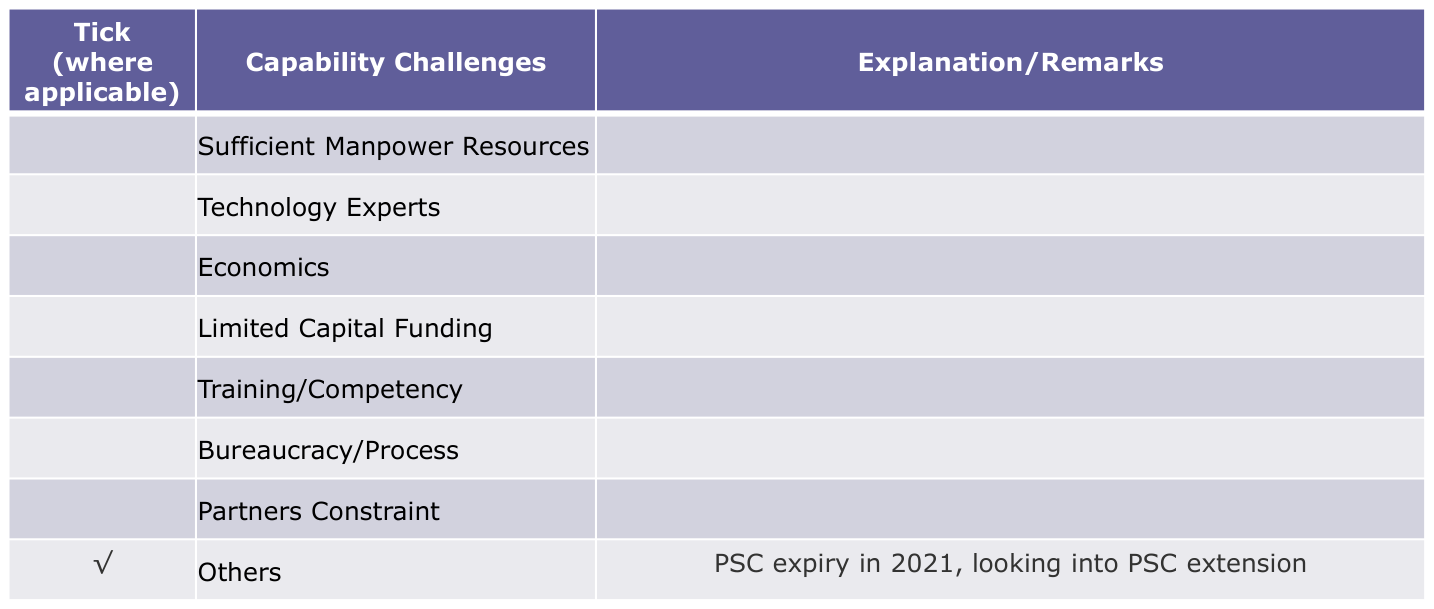 Tick
(where
applicable)
Capability Challenges
Explanation/Remarks
Sufficient Manpower Resources
Technology Experts
Economics
Limited Capital Funding
Training/Competency
Bureaucracy/Process
Partners Constraint
√
Others
PSC expiry in 2021, looking into PSC extension